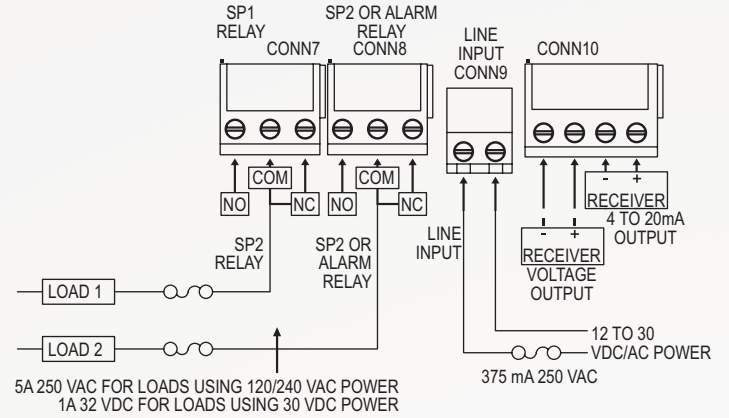 SP1
RELAY
CONN7
SP2 OR ALARM
RELAY
CONN8
LINE
INPUT
CONN9
CONN10
NO
COM
NC
NO
COM
NC
- +
RECEIVER
4 TO 20mA
OUTPUT
- +
RECEIVER
VOLTAGE
OUTPUT
SP2
RELAY
SP2 OR
ALARM
RELAY
LINE
INPUT
LOAD 1
LOAD 2
12 TO 30
VDC/AC POWER
375 mA 250 VAC
5A 250 VAC FOR LOADS USING 120/240 VAC POWER
1A 32 VDC FOR LOADS USING 30 VDC POWER